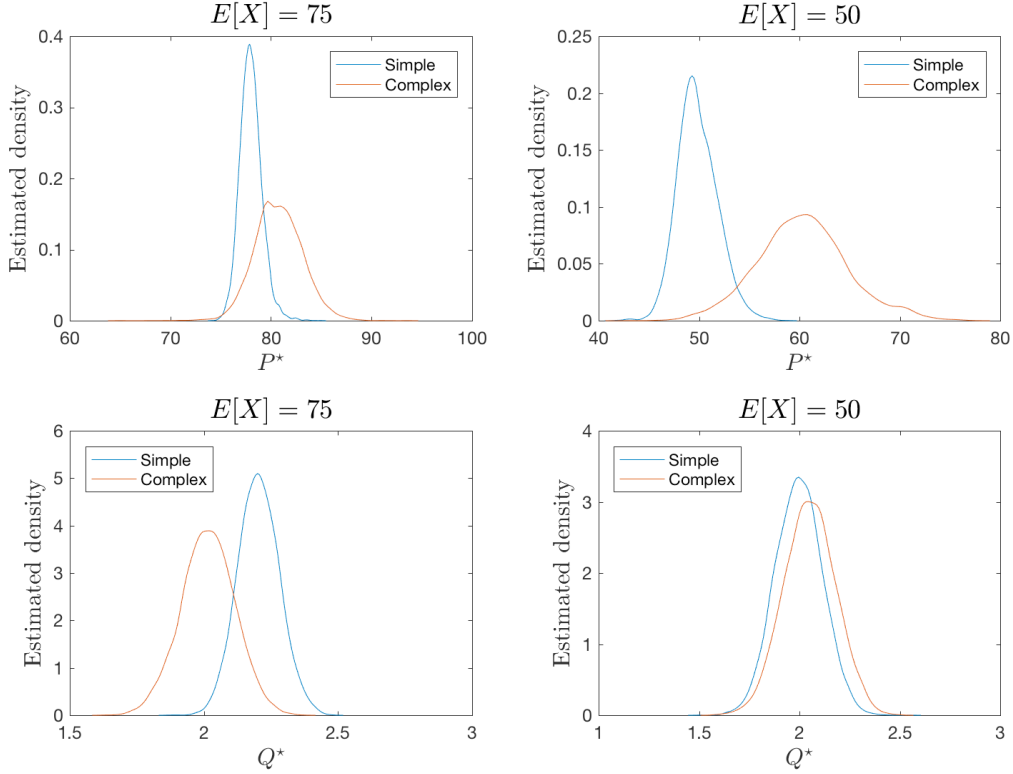 E[X] = 75
0.4
0.3
0.2
0.1
0
Estimated density
Simple
Complex
60
70
80
90
100
P⋆
E[X] = 50
0.25
0.2
0.15
0.1
0.05
0
Estimated density
Simple
Complex
40
50
60
70
80
P⋆
E[X] = 75
6
5
4
3
2
1
0
Estimated density
Simple
Complex
1.5
2
2.5
3
Q⋆
E[X] = 50
4
3
2
1
0
Estimated density
Simple
Complex
1
1.5
2
2.5
3
Q⋆